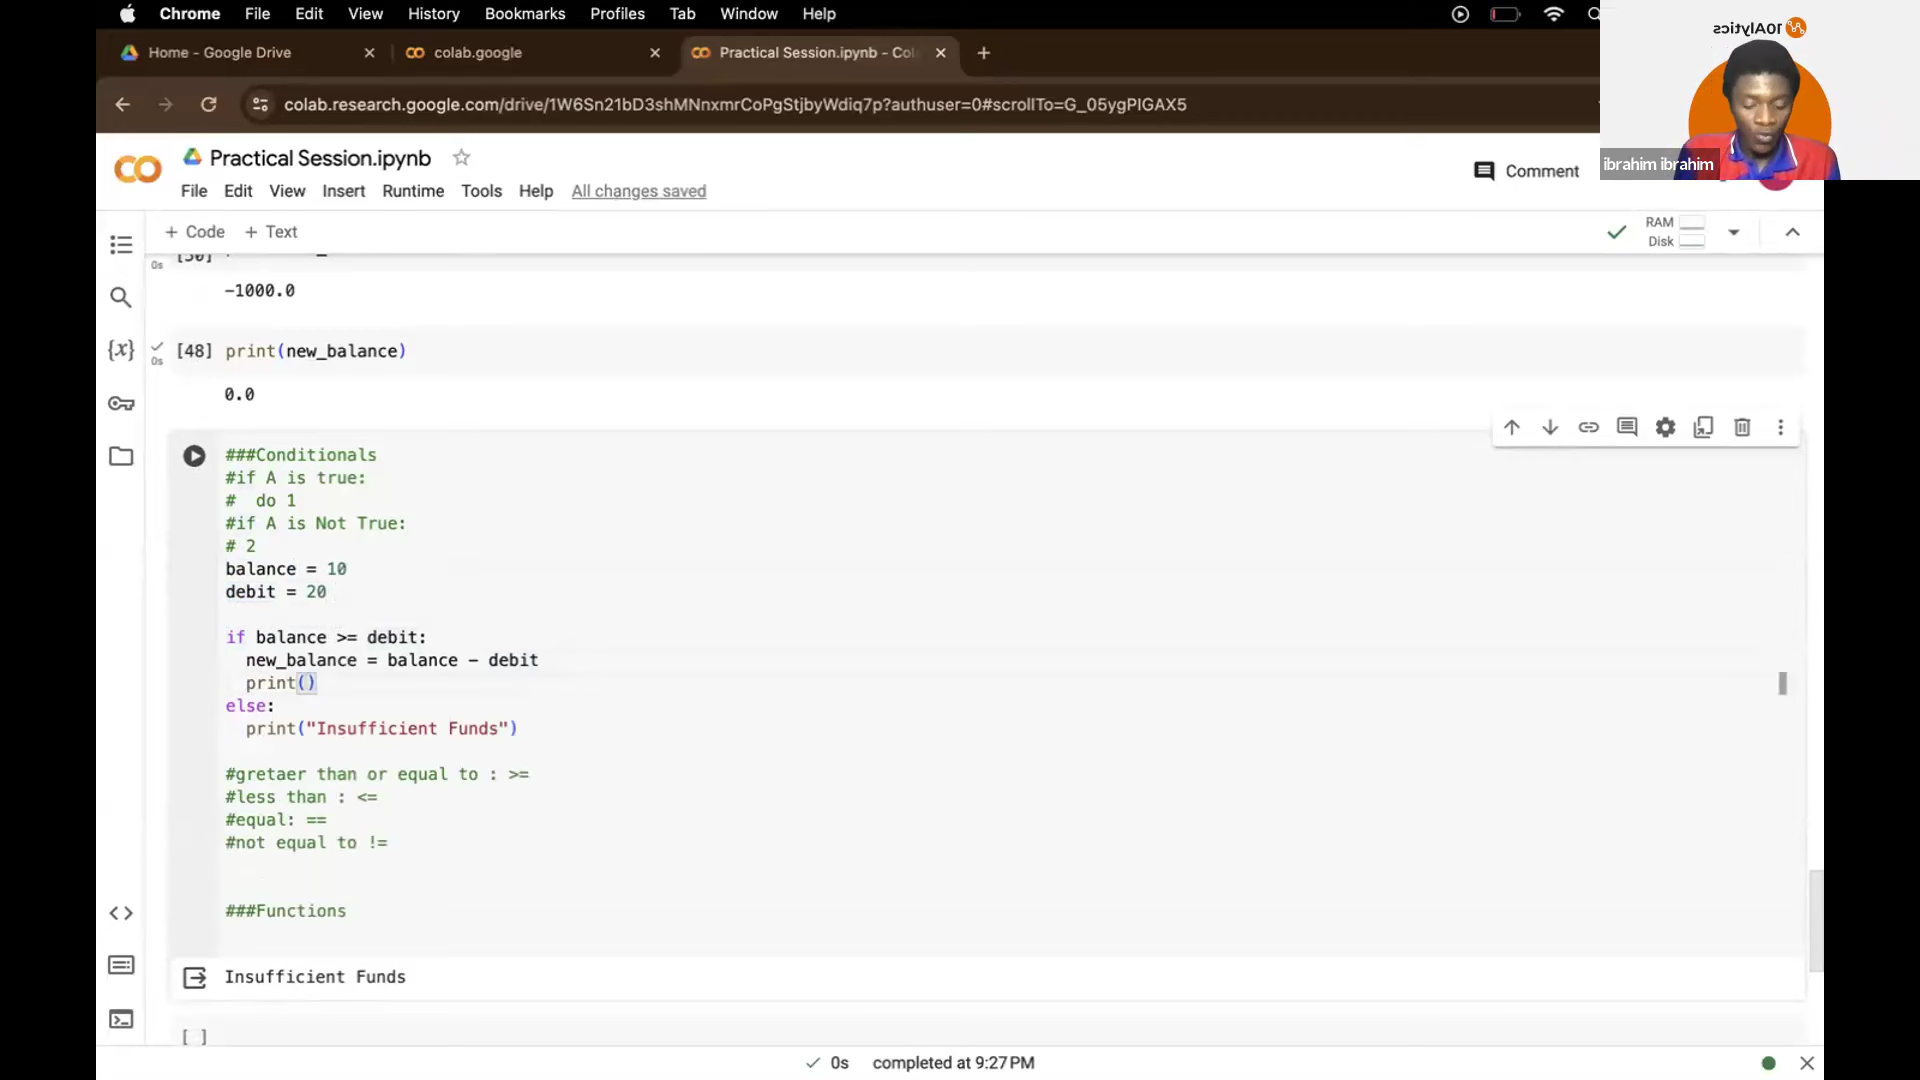 Chrome File Edit View History Bookmarks Profiles Tab Window Help
Home - Google Drive
colab.google
Practical Session.ipynb - Col
colab.research.google.com/drive/1W6Sn21bD3shMNnxmrCoPgStjbyWdiq7p?authuser=0#scrollTo=G_05ygPIGAX5
10Alytics
ibrahim ibrahim
Practical Session.ipynb
File Edit View Insert Runtime Tools Help All changes saved
Comment
+ Code + Text
RAM
Disk
[50]
0s
-1000.0
[48] print(new_balance)
0s
0.0
###Conditionals
#if A is true:
#  do 1
#if A is Not True:
# 2
balance = 10
debit = 20
if balance >= debit:
  new_balance = balance - debit
  print()
else:
  print("Insufficient Funds")
#gretaer than or equal to : >=
#less than : <=
#equal: ==
#not equal to !=
###Functions
Insufficient Funds
[ ]
0s completed at 9:27 PM